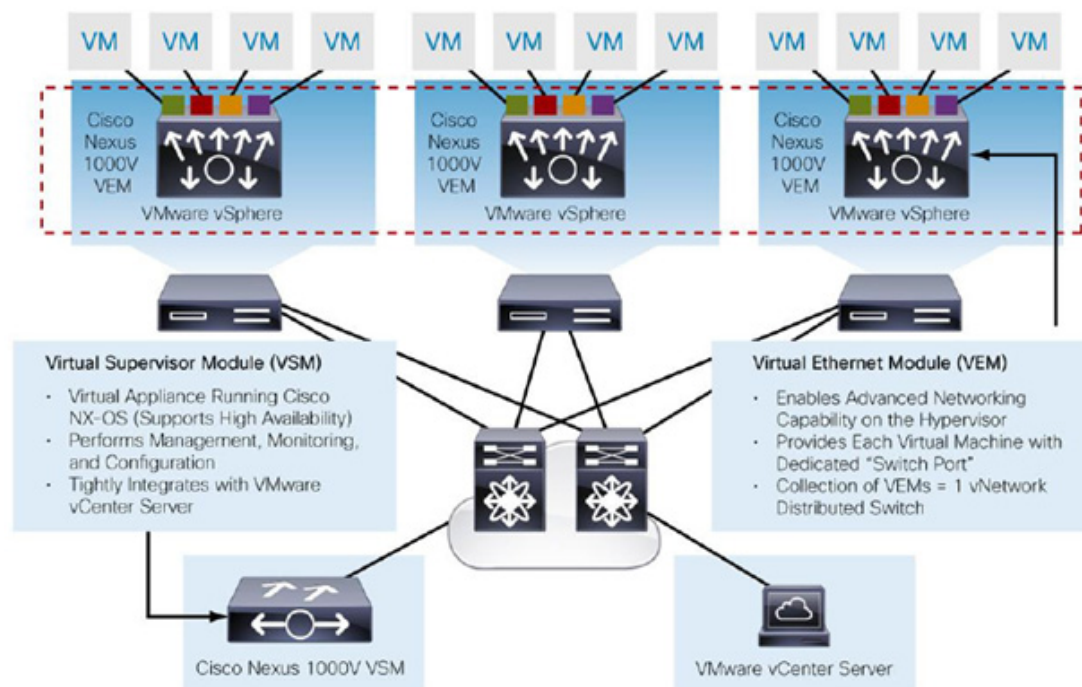 VM VM VM VM VM VM VM VM VM VM VM VM
Cisco
Nexus
1000V
VEM
VMware vSphere
Cisco
Nexus
1000V
VEM
VMware vSphere
Cisco
Nexus
1000V
VEM
VMware vSphere
Virtual Supervisor Module (VSM)
· Virtual Appliance Running Cisco
NX-OS (Supports High Availability)
· Performs Management, Monitoring,
and Configuration
· Tightly Integrates with VMware
vCenter Server
Virtual Ethernet Module (VEM)
· Enables Advanced Networking
Capability on the Hypervisor
· Provides Each Virtual Machine with
Dedicated “Switch Port”
· Collection of VEMs = 1 vNetwork
Distributed Switch
Cisco Nexus 1000V VSM
VMware vCenter Server